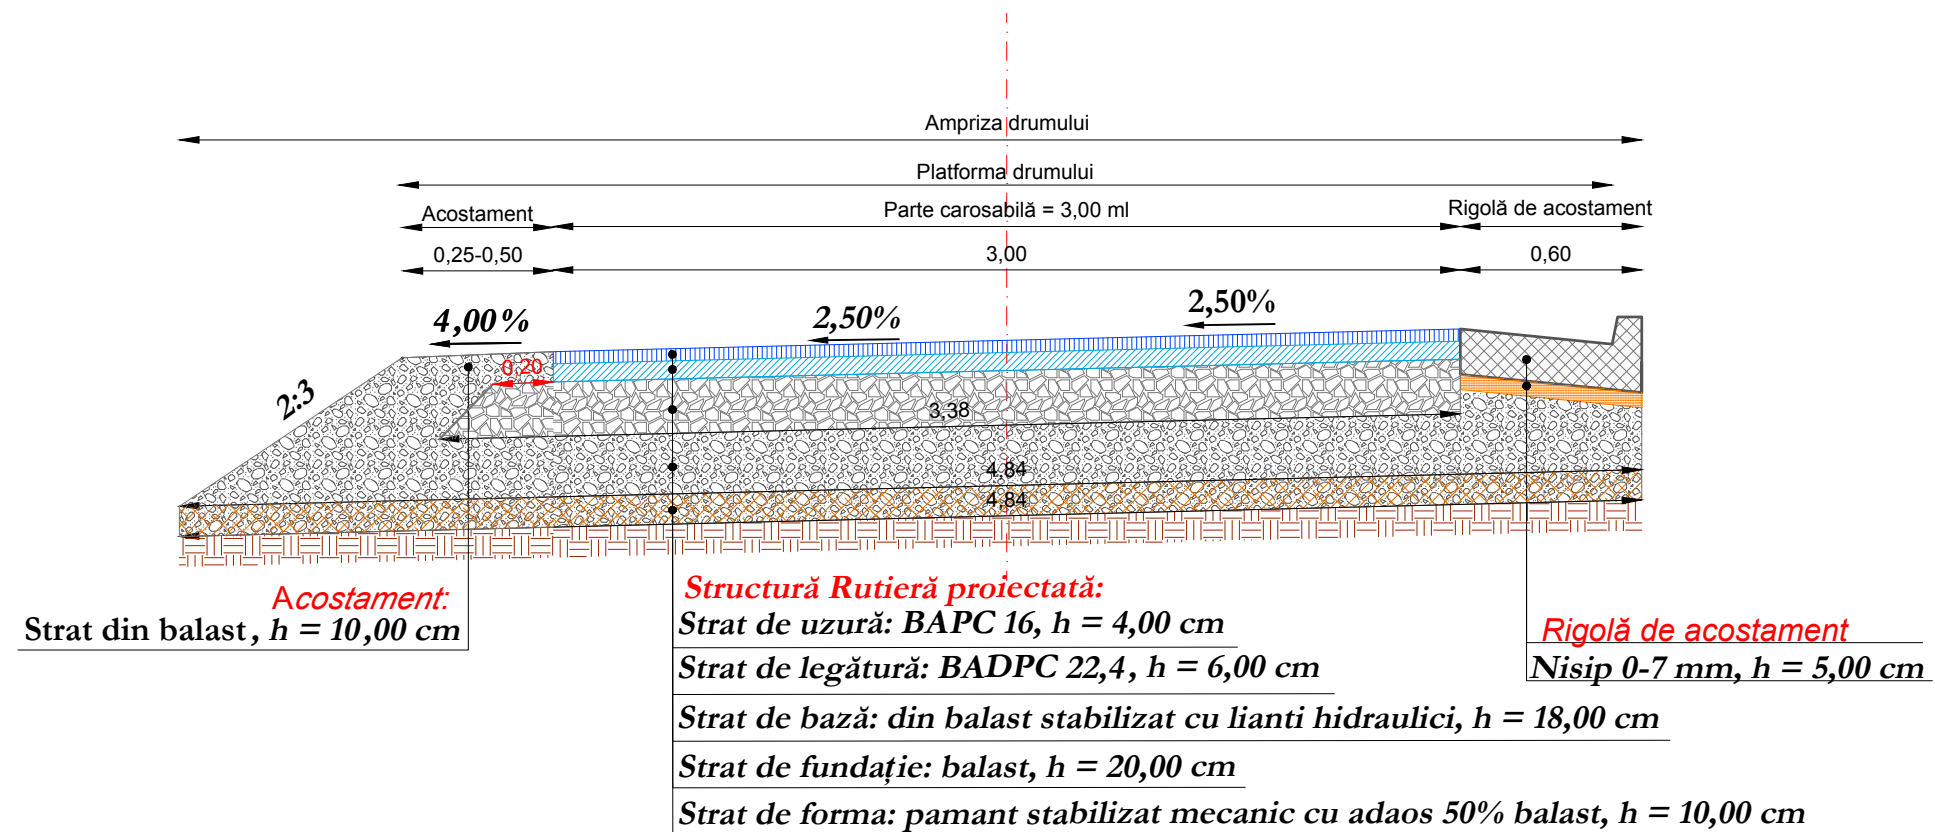 Ampriza drumului
Platforma drumului
Acostament
Parte carosabilă = 3,00 ml
Rigolă de acostament
0,25-0,50
3,00
0,60
4,00%
2,50%
2,50%
2:3
0,20
3,38
4,84
4,84
Acostament:
Strat din balast, h = 10,00 cm
Structură Rutieră proiectată:
Strat de uzură: BAPC 16, h = 4,00 cm
Strat de legătură: BADPC 22,4, h = 6,00 cm
Strat de bază: din balast stabilizat cu lianti hidraulici, h = 18,00 cm
Strat de fundație: balast, h = 20,00 cm
Strat de forma: pamant stabilizat mecanic cu adaos 50% balast, h = 10,00 cm
Rigolă de acostament
Nisip 0-7 mm, h = 5,00 cm